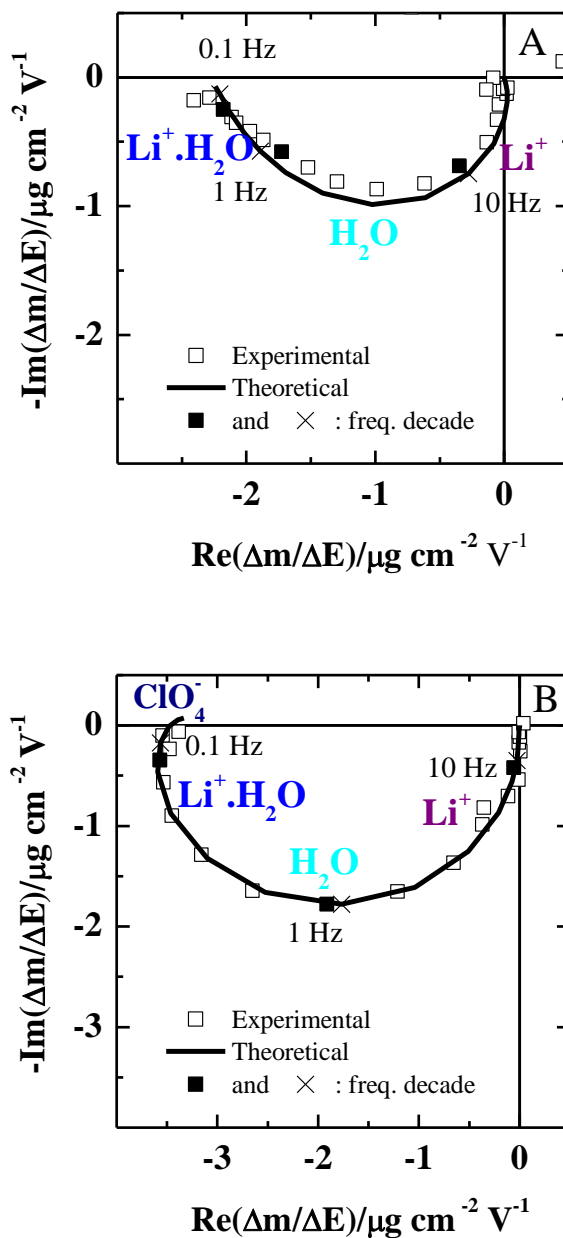 A
0.1 Hz
0
Li⁺.H₂O
Li⁺
1 Hz
10 Hz
-1
H₂O
-2
Experimental
Theoretical
and × : freq. decade
-Im(Δm/ΔE)/µg cm⁻² V⁻¹
-2 -1 0
Re(Δm/ΔE)/µg cm⁻² V⁻¹
B
ClO₄⁻
0
0.1 Hz
10 Hz
Li⁺.H₂O
Li⁺
-1
H₂O
-2
1 Hz
-3
Experimental
Theoretical
and × : freq. decade
-4
-Im(Δm/ΔE)/µg cm⁻² V⁻¹
-3 -2 -1 0
Re(Δm/ΔE)/µg cm⁻² V⁻¹